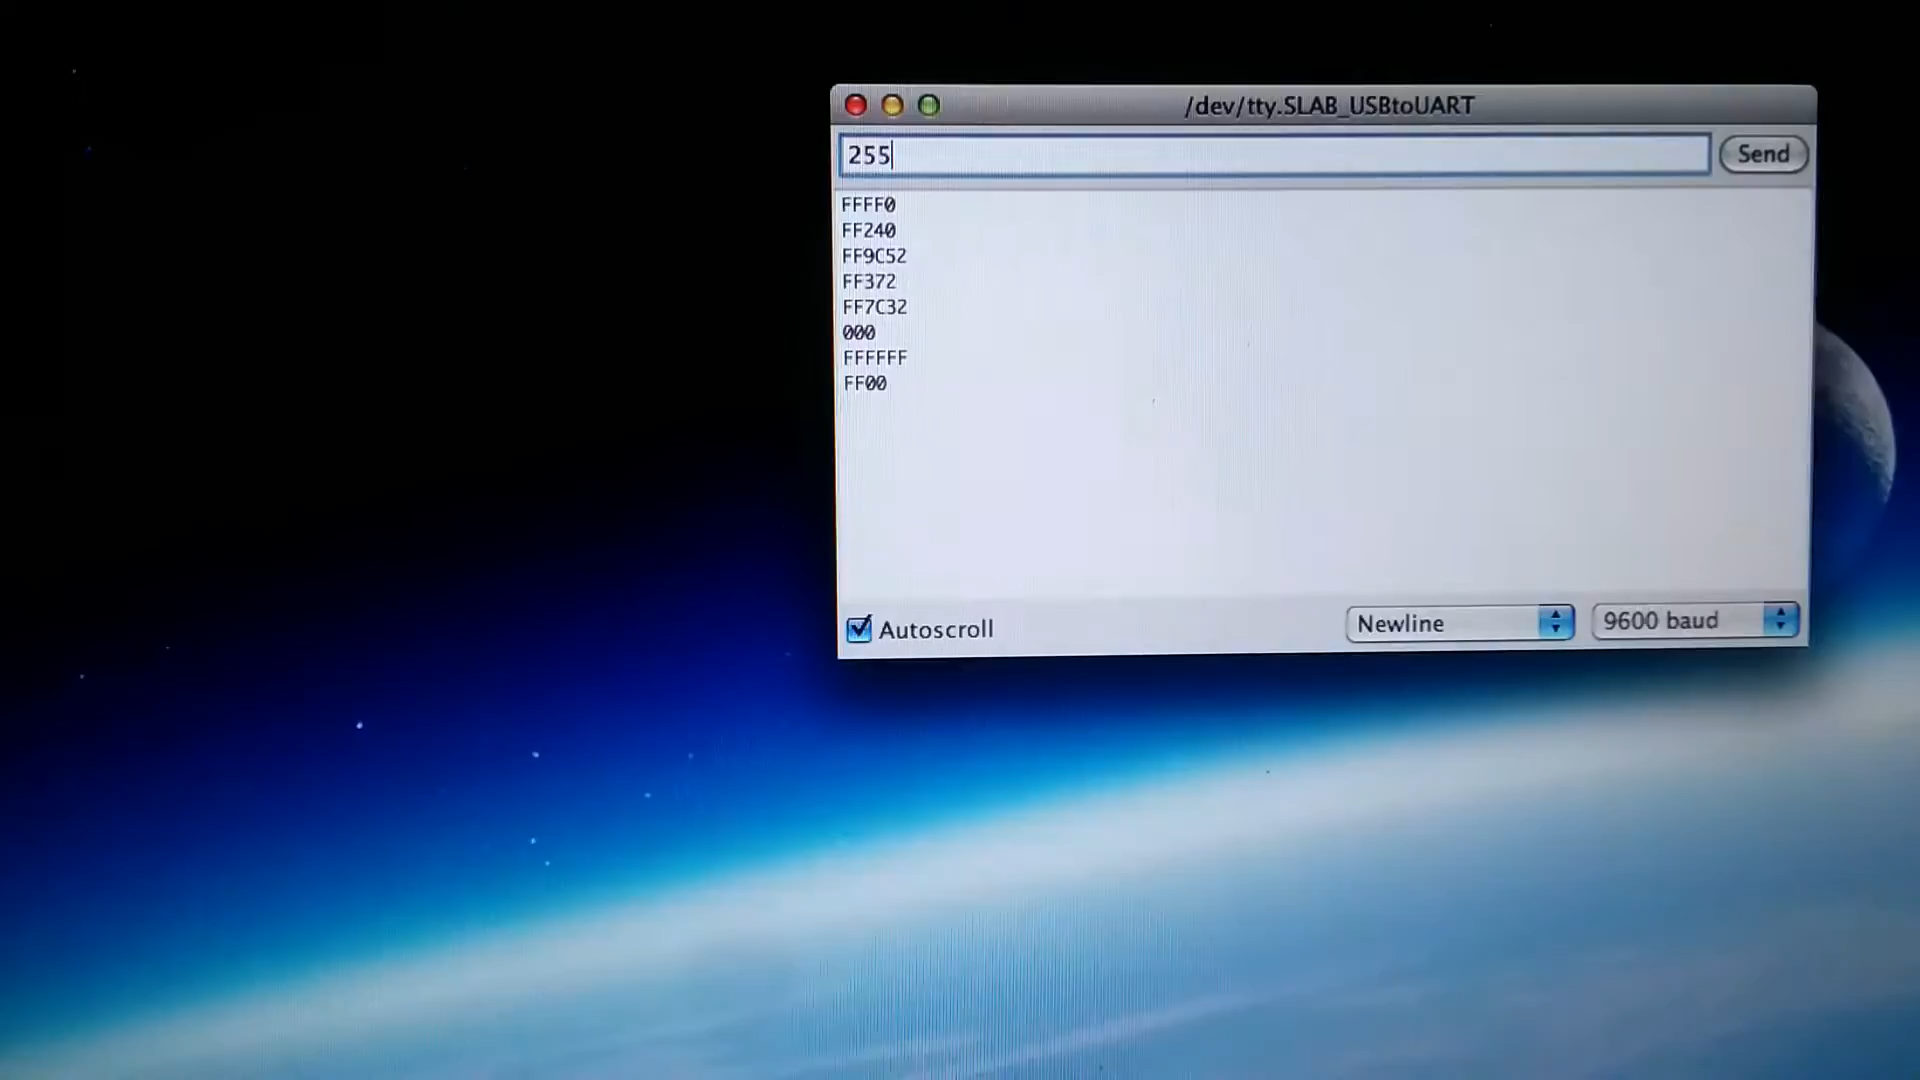 /dev/tty.SLAB_USBtoUART
255
Send
FFFF0
FF240
FF9C52
FF372
FF7C32
000
FFFFFF
FF00
Autoscroll
Newline
9600 baud